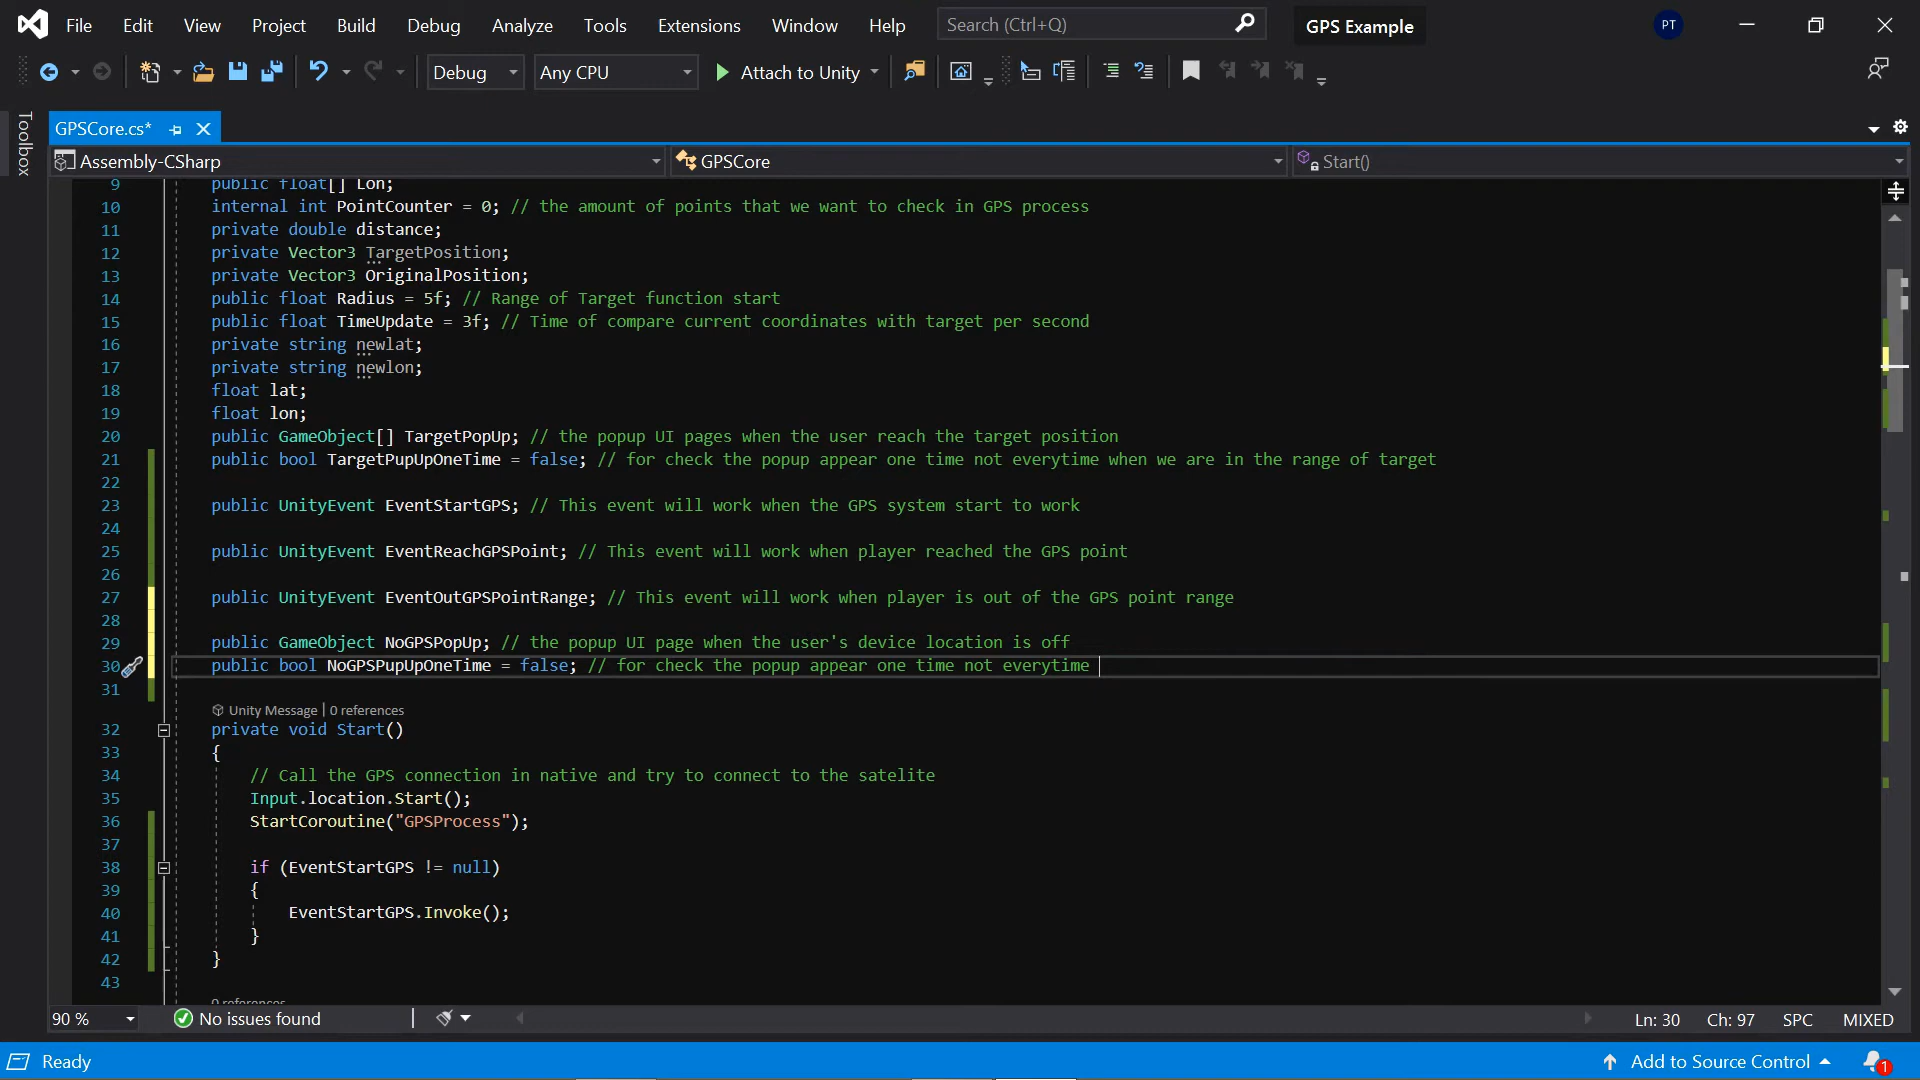 File Edit View Project Build Debug Analyze Tools Extensions Window Help Search (Ctrl+Q) GPS Example PT
Debug Any CPU Attach to Unity
Toolbox
GPSCore.cs*
Assembly-CSharp GPSCore Start()
9 public float[] Lon;
10 internal int PointCounter = 0; // the amount of points that we want to check in GPS process
11 private double distance;
12 private Vector3 TargetPosition;
13 private Vector3 OriginalPosition;
14 public float Radius = 5f; // Range of Target function start
15 public float TimeUpdate = 3f; // Time of compare current coordinates with target per second
16 private string newlat;
17 private string newlon;
18 float lat;
19 float lon;
20 public GameObject[] TargetPopUp; // the popup UI pages when the user reach the target position
21 public bool TargetPupUpOneTime = false; // for check the popup appear one time not everytime when we are in the range of target
22
23 public UnityEvent EventStartGPS; // This event will work when the GPS system start to work
24
25 public UnityEvent EventReachGPSPoint; // This event will work when player reached the GPS point
26
27 public UnityEvent EventOutGPSPointRange; // This event will work when player is out of the GPS point range
28
29 public GameObject NoGPSPopUp; // the popup UI page when the user's device location is off
30 public bool NoGPSPupUpOneTime = false; // for check the popup appear one time not everytime
31
Unity Message | 0 references
32 private void Start()
33 {
34 // Call the GPS connection in native and try to connect to the satelite
35 Input.location.Start();
36 StartCoroutine("GPSProcess");
37
38 if (EventStartGPS != null)
39 {
40 EventStartGPS.Invoke();
41 }
42 }
43
0 references
90 % No issues found Ln: 30 Ch: 97 SPC MIXED
Ready Add to Source Control 1